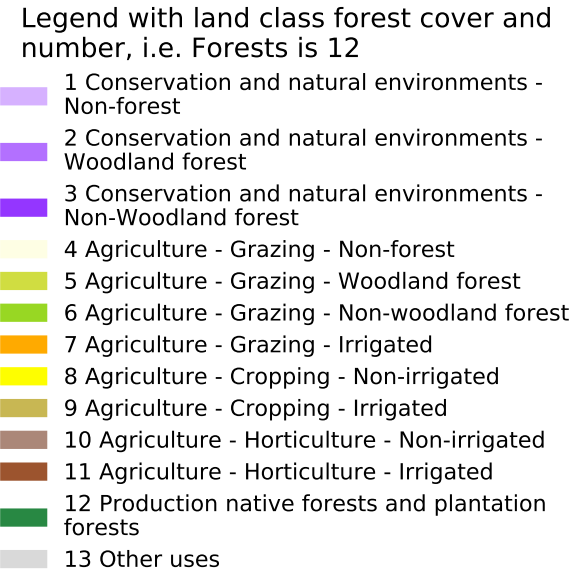 Legend with land class forest cover and
number, i.e. Forests is 12
1 Conservation and natural environments -
Non-forest
2 Conservation and natural environments -
Woodland forest
3 Conservation and natural environments -
Non-Woodland forest
4 Agriculture - Grazing - Non-forest
5 Agriculture - Grazing - Woodland forest
6 Agriculture - Grazing - Non-woodland forest
7 Agriculture - Grazing - Irrigated
8 Agriculture - Cropping - Non-irrigated
9 Agriculture - Cropping - Irrigated
10 Agriculture - Horticulture - Non-irrigated
11 Agriculture - Horticulture - Irrigated
12 Production native forests and plantation
forests
13 Other uses